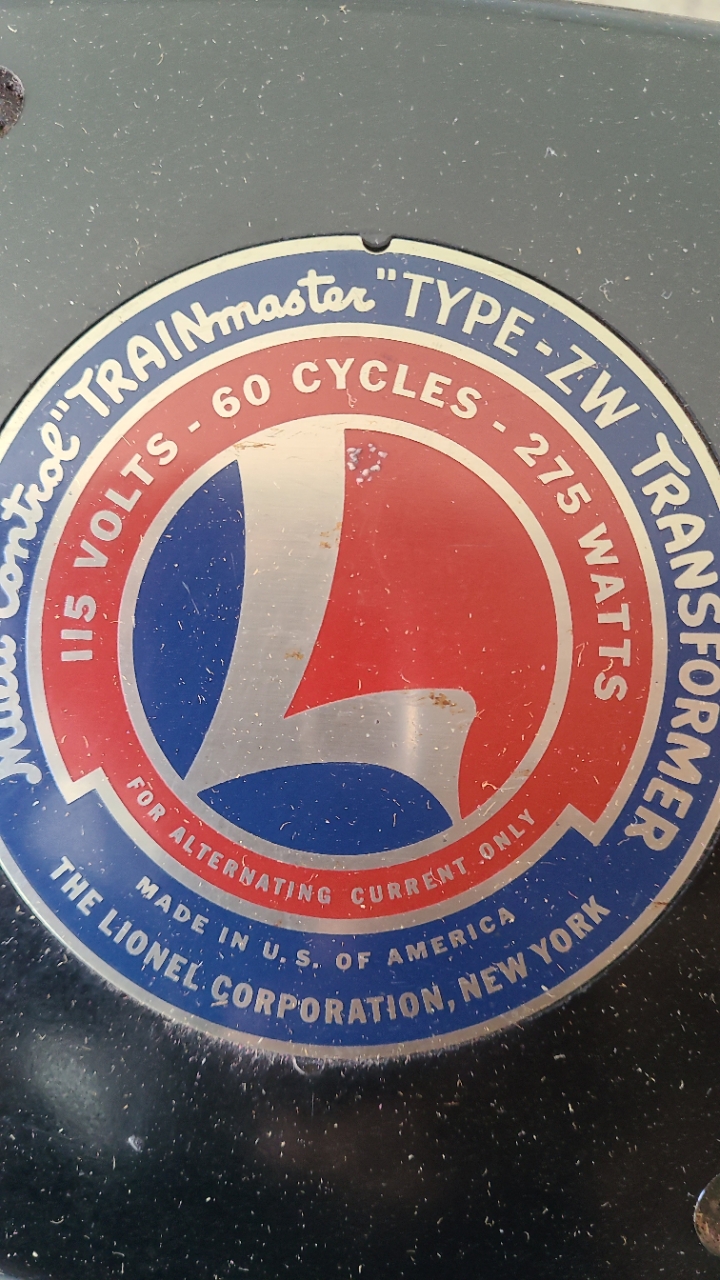 Multi-Control "TRAINmaster" TYPE-ZW TRANSFORMER
115 VOLTS - 60 CYCLES - 275 WATTS
L
FOR ALTERNATING CURRENT ONLY
MADE IN U.S. OF AMERICA
THE LIONEL CORPORATION, NEW YORK